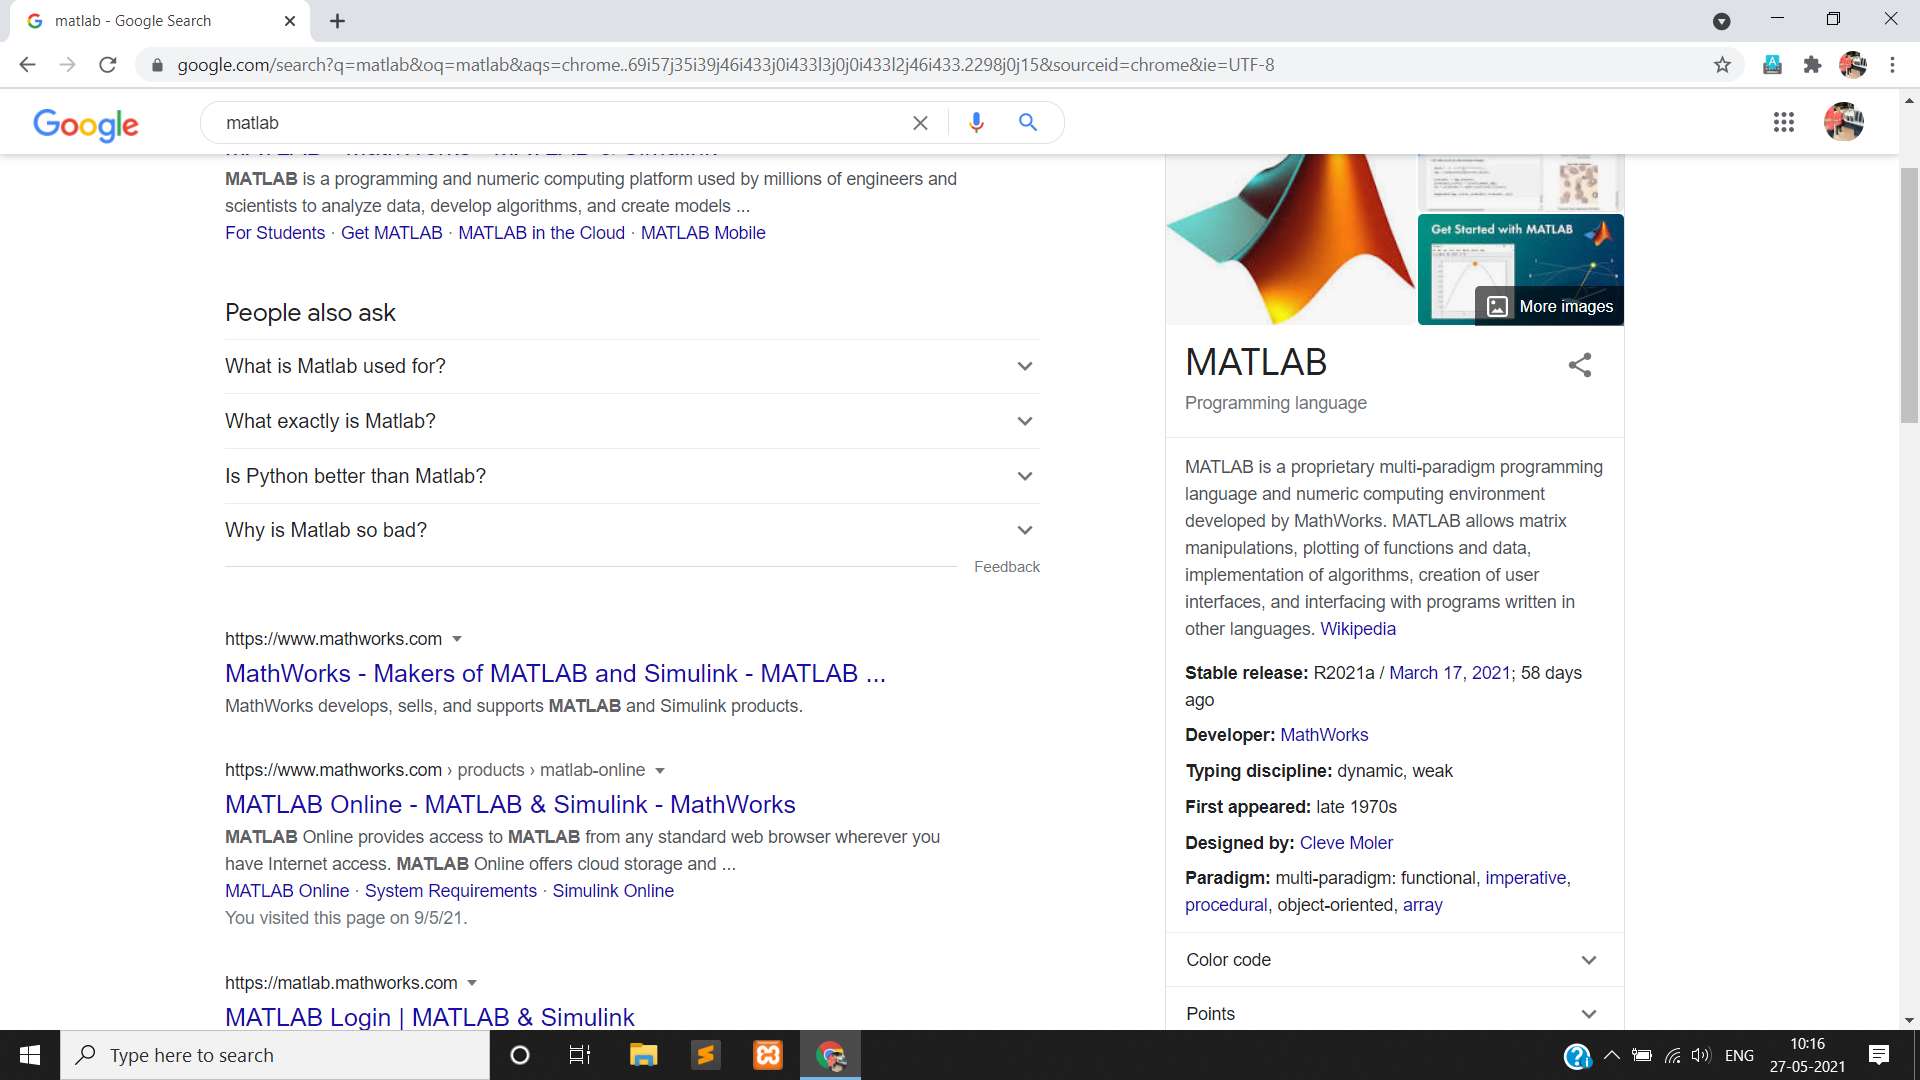 matlab - Google Search
google.com/search?q=matlab&oq=matlab&aqs=chrome..69i57j35i39j46i433j0i433l3j0j0i433l2j46i433.2298j0j15&sourceid=chrome&ie=UTF-8
Google
matlab
MATLAB is a programming and numeric computing platform used by millions of engineers and
scientists to analyze data, develop algorithms, and create models ...
For Students · Get MATLAB · MATLAB in the Cloud · MATLAB Mobile
People also ask
What is Matlab used for?
What exactly is Matlab?
Is Python better than Matlab?
Why is Matlab so bad?
Feedback
https://www.mathworks.com
MathWorks - Makers of MATLAB and Simulink - MATLAB ...
MathWorks develops, sells, and supports MATLAB and Simulink products.
https://www.mathworks.com › products › matlab-online
MATLAB Online - MATLAB & Simulink - MathWorks
MATLAB Online provides access to MATLAB from any standard web browser wherever you
have Internet access. MATLAB Online offers cloud storage and ...
MATLAB Online · System Requirements · Simulink Online
You visited this page on 9/5/21.
https://matlab.mathworks.com
MATLAB Login | MATLAB & Simulink
Get Started with MATLAB
More images
MATLAB
Programming language
MATLAB is a proprietary multi-paradigm programming
language and numeric computing environment
developed by MathWorks. MATLAB allows matrix
manipulations, plotting of functions and data,
implementation of algorithms, creation of user
interfaces, and interfacing with programs written in
other languages. Wikipedia
Stable release: R2021a / March 17, 2021; 58 days
ago
Developer: MathWorks
Typing discipline: dynamic, weak
First appeared: late 1970s
Designed by: Cleve Moler
Paradigm: multi-paradigm: functional, imperative,
procedural, object-oriented, array
Color code
Points
Type here to search
ENG
10:16
27-05-2021